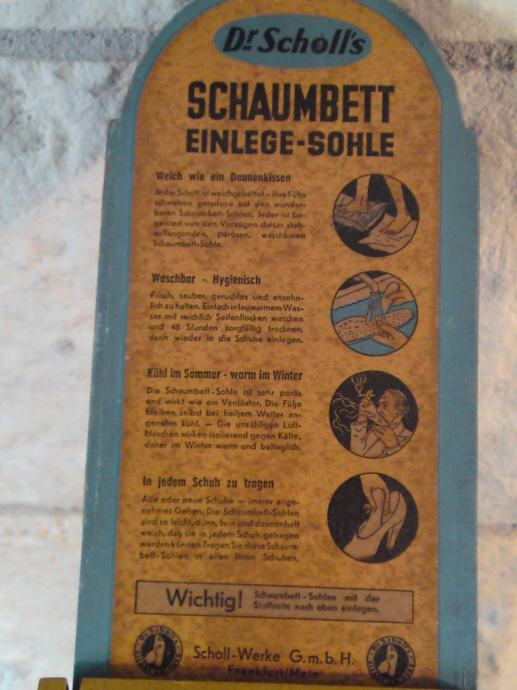 Dr. Scholl's
SCHAUMBETT
EINLEGE-SOHLE
Weich wie ein Daunenkissen
Jeder Schritt ist weichgebettet - Ihre Füße
schweben geradezu auf den wunder-
baren Schaumbett-Sohlen. Jeder ist be-
geistert von den Vorzügen dieser stoß-
auffangenden, porösen, waschbaren
Schaumbett-Sohle.
Waschbar - Hygienisch
Frisch, sauber, geruchlos und ansehn-
lich zu halten. Einfach in lauwarmem Was-
ser mit reichlich Seifenflocken waschen
und 48 Stunden sorgfältig trocknen,
dann wieder in die Schuhe einlegen.
Kühl im Sommer - warm im Winter
Die Schaumbett-Sohle ist sehr porös
und wirkt wie ein Ventilator. Die Füße
bleiben selbst bei heißem Wetter an-
genehm kühl. - Die unzähligen Luft-
bläschen wirken isolierend gegen Kälte,
daher im Winter warm und behaglich.
In jedem Schuh zu tragen
Alte oder neue Schuhe - immer ange-
nehmes Gehen. Die Schaumbett-Sohlen
sind so leicht, dünn, fein und daunenhaft
weich, daß sie in jedem Schuh getragen
werden können. Tragen Sie diese Schaum-
bett-Sohlen in allen Ihren Schuhen.
Wichtig! Schaumbett-Sohlen mit der
Stoffseite nach oben einlegen.
Dr. Scholl's
Scholl-Werke G.m.b.H.
Frankfurt/Main
Dr. Scholl's